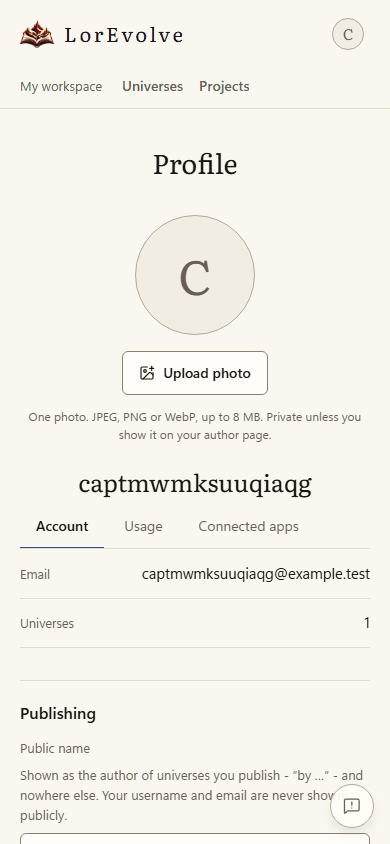 LorEvolve
C
My workspace Universes Projects
Profile
C
Upload photo
One photo. JPEG, PNG or WebP, up to 8 MB. Private unless you
show it on your author page.
captmwmksuuqiaqg
Account Usage Connected apps
Email captmwmksuuqiaqg@example.test
Universes 1
Publishing
Public name
Shown as the author of universes you publish - “by ...” - and
nowhere else. Your username and email are never shown
publicly.